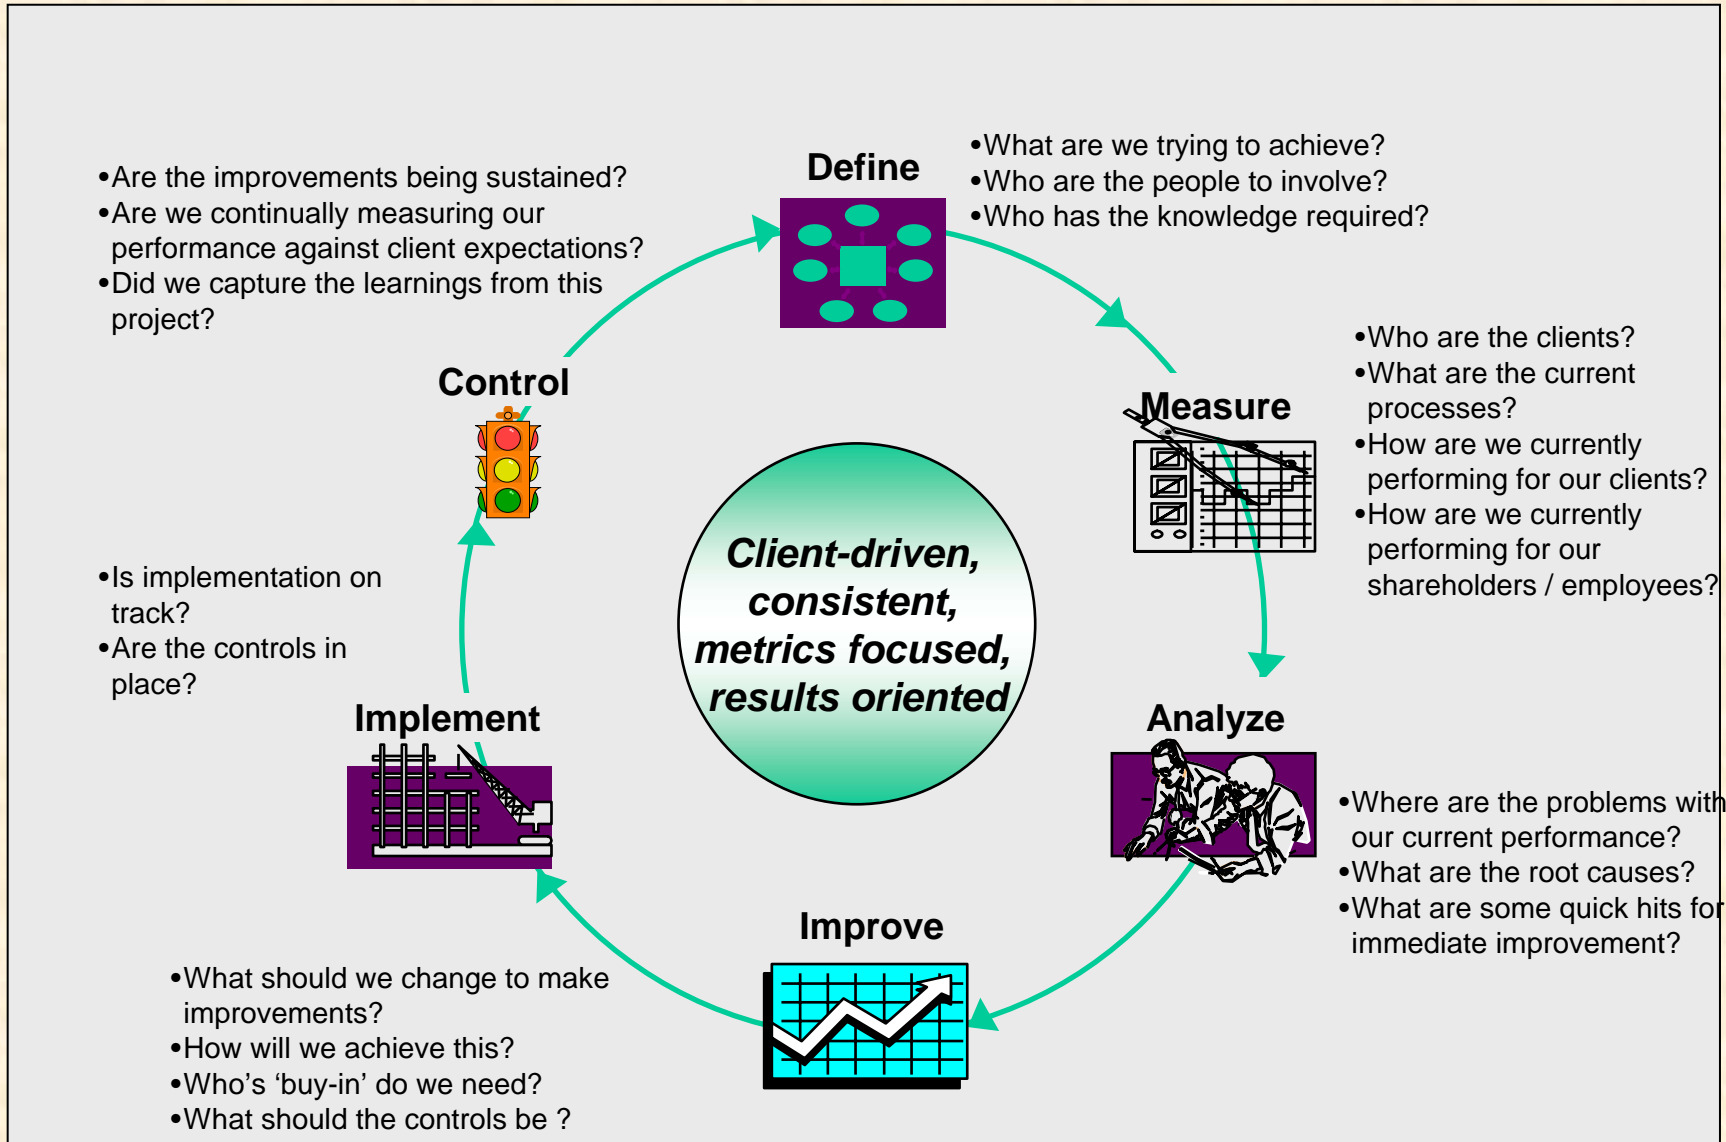 Define
•What are we trying to achieve?
•Who are the people to involve?
•Who has the knowledge required?
Measure
•Who are the clients?
•What are the current
processes?
•How are we currently
performing for our clients?
•How are we currently
performing for our
shareholders / employees?
Analyze
•Where are the problems with
our current performance?
•What are the root causes?
•What are some quick hits for
immediate improvement?
Improve
•What should we change to make
improvements?
•How will we achieve this?
•Who's ‘buy-in’ do we need?
•What should the controls be ?
Implement
•Is implementation on
track?
•Are the controls in
place?
Control
•Are the improvements being sustained?
•Are we continually measuring our
performance against client expectations?
•Did we capture the learnings from this
project?
Client-driven,
consistent,
metrics focused,
results oriented